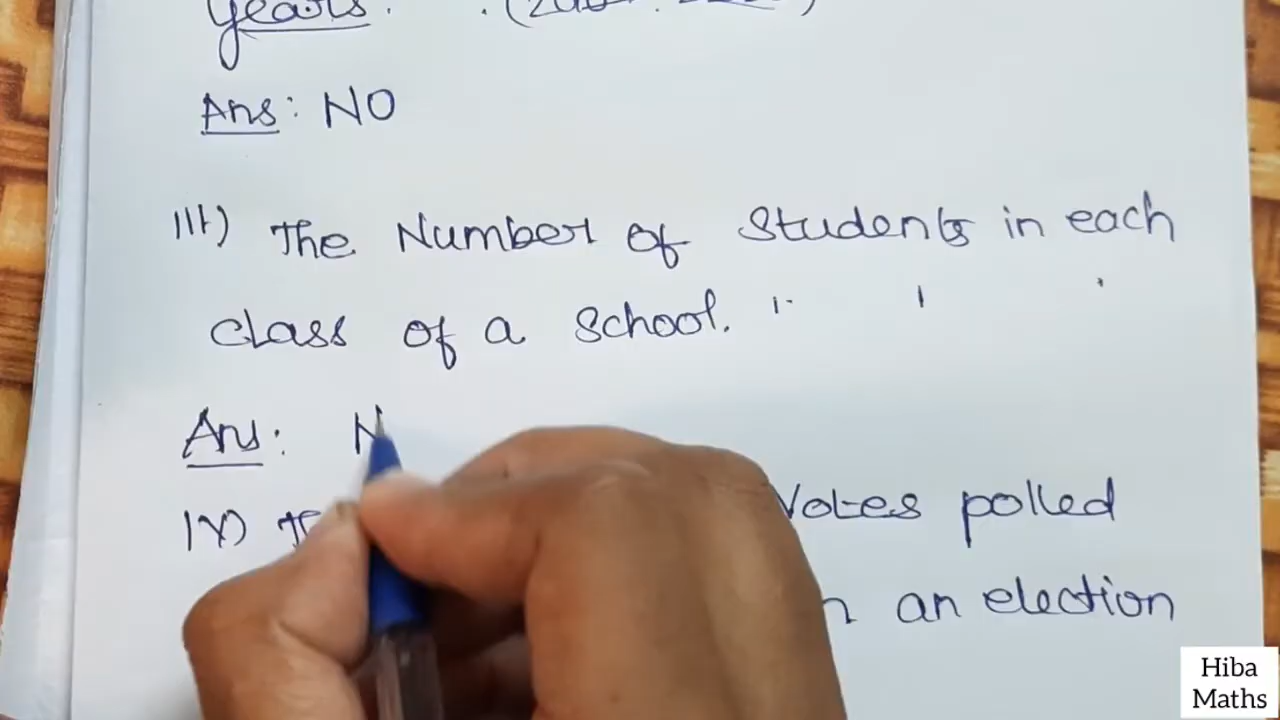 Years.
Ans: NO
III) The Number of Students in each
class of a school.
Ans: N
IV) Votes polled
an election
Hiba
Maths